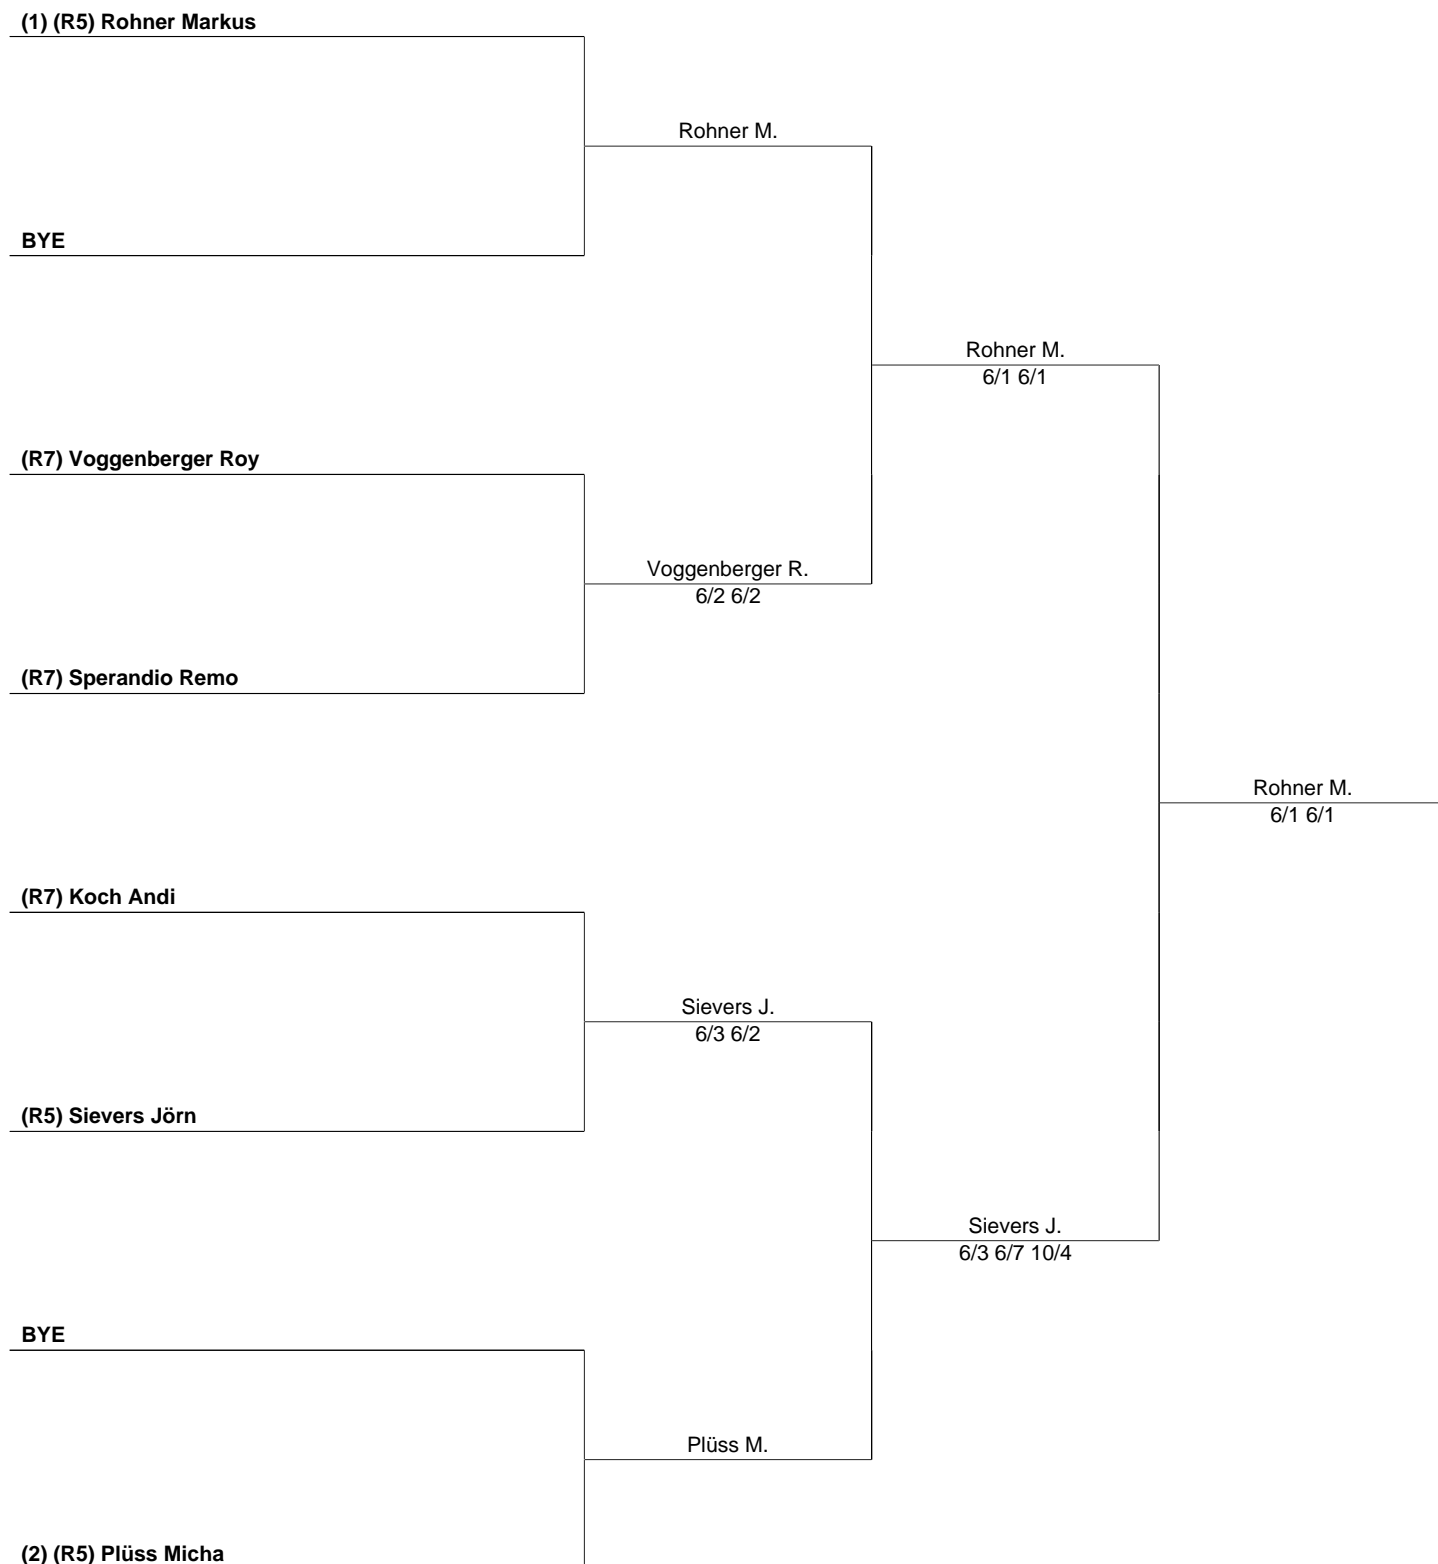 (1) (R5) Rohner Markus
Rohner M.
BYE
Rohner M.
6/1 6/1
(R7) Voggenberger Roy
Voggenberger R.
6/2 6/2
(R7) Sperandio Remo
Rohner M.
6/1 6/1
(R7) Koch Andi
Sievers J.
6/3 6/2
(R5) Sievers Jörn
Sievers J.
6/3 6/7 10/4
BYE
Plüss M.
(2) (R5) Plüss Micha